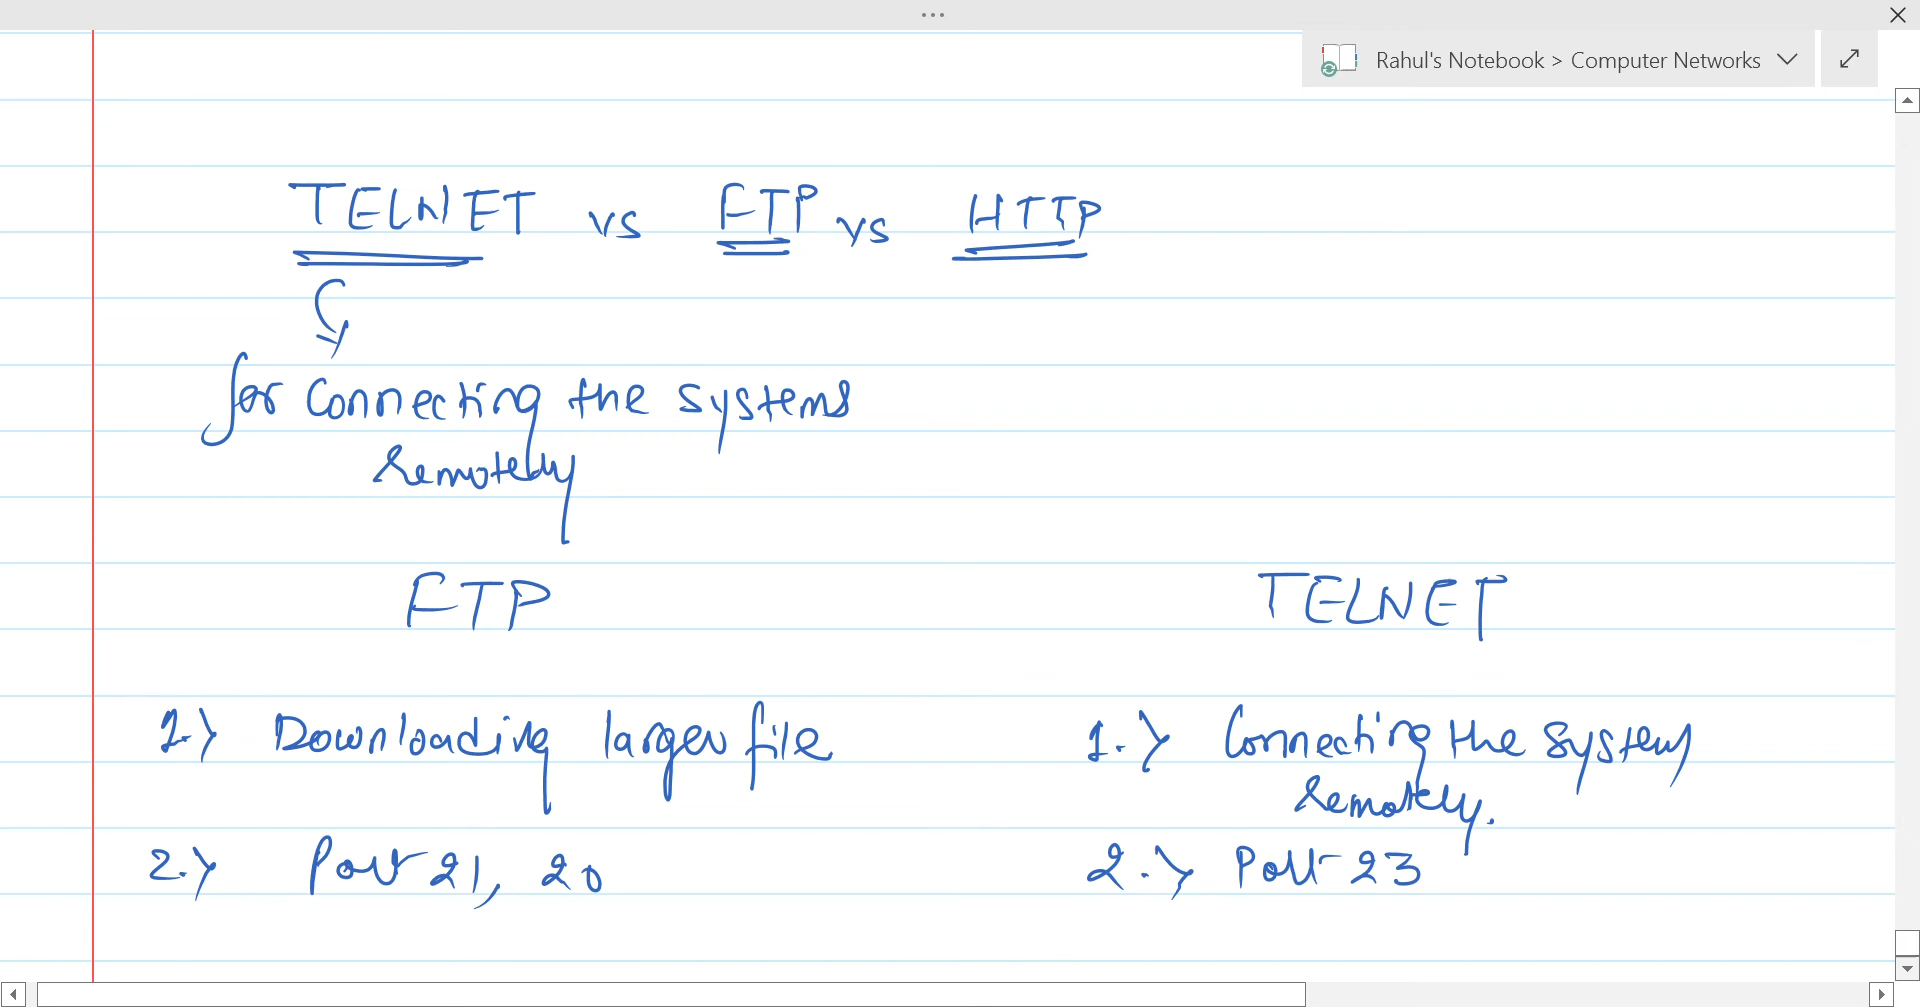 Rahul's Notebook > Computer Networks
TELNET vs FTP vs HTTP
for Connecting the systems
remotely
FTP TELNET
1.> Downloading larger file 1.> Connecting the system
remotely.
2.> Port 21, 20 2.> Port 23